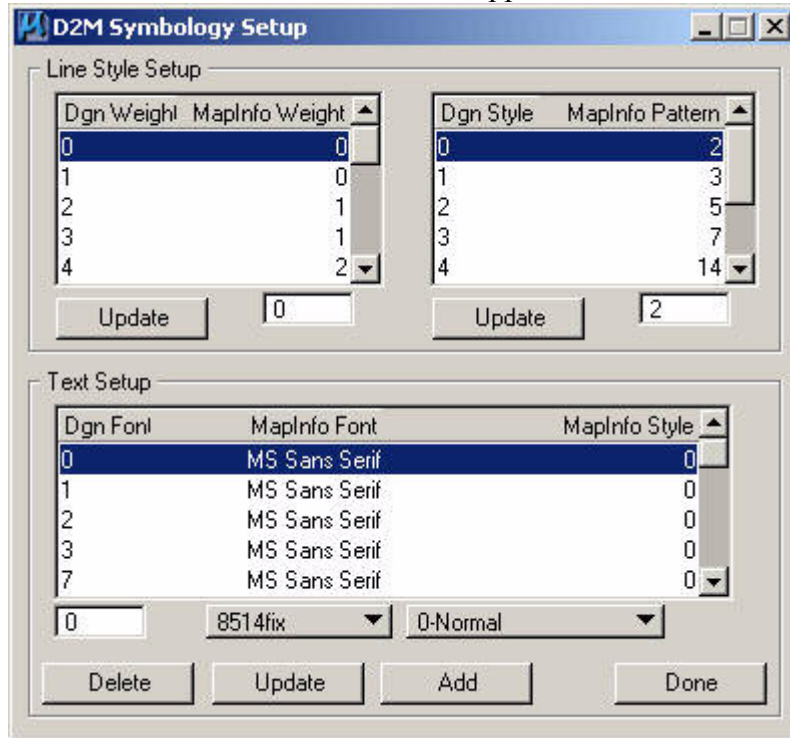 D2M Symbology Setup
Line Style Setup
Dgn Weight MapInfo Weight
0 0
1 0
2 1
3 1
4 2
Update 0
Dgn Style MapInfo Pattern
0 2
1 3
2 5
3 7
4 14
Update 2
Text Setup
Dgn Font MapInfo Font MapInfo Style
0 MS Sans Serif 0
1 MS Sans Serif 0
2 MS Sans Serif 0
3 MS Sans Serif 0
7 MS Sans Serif 0
0 8514fix 0-Normal
Delete Update Add Done